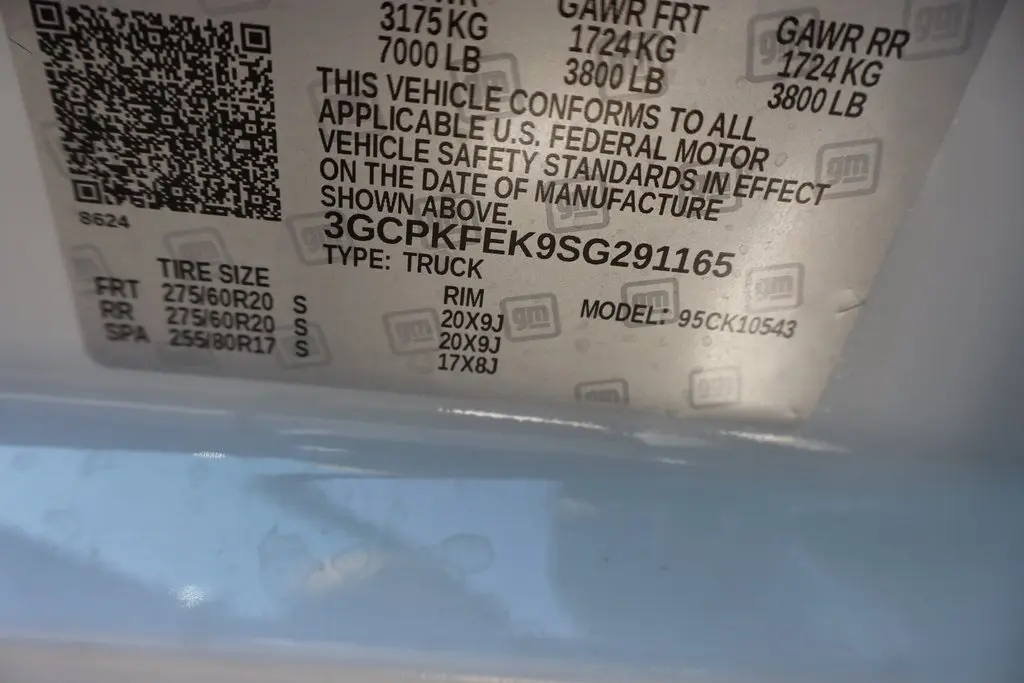 3175KG
7000 LB
GAWR FRT
1724KG
3800 LB
GAWR RR
1724KG
3800 LB
THIS VEHICLE CONFORMS TO ALL
APPLICABLE U.S. FEDERAL MOTOR
VEHICLE SAFETY STANDARDS IN EFFECT
ON THE DATE OF MANUFACTURE
SHOWN ABOVE.
8624
3GCPKFEK9SG291165
TYPE: TRUCK
TIRE SIZE RIM
FRT 275/60R20 S 20X9J
RR 275/60R20 S 20X9J
SPA 255/80R17 S 17X8J
MODEL: 95CK10543
gm